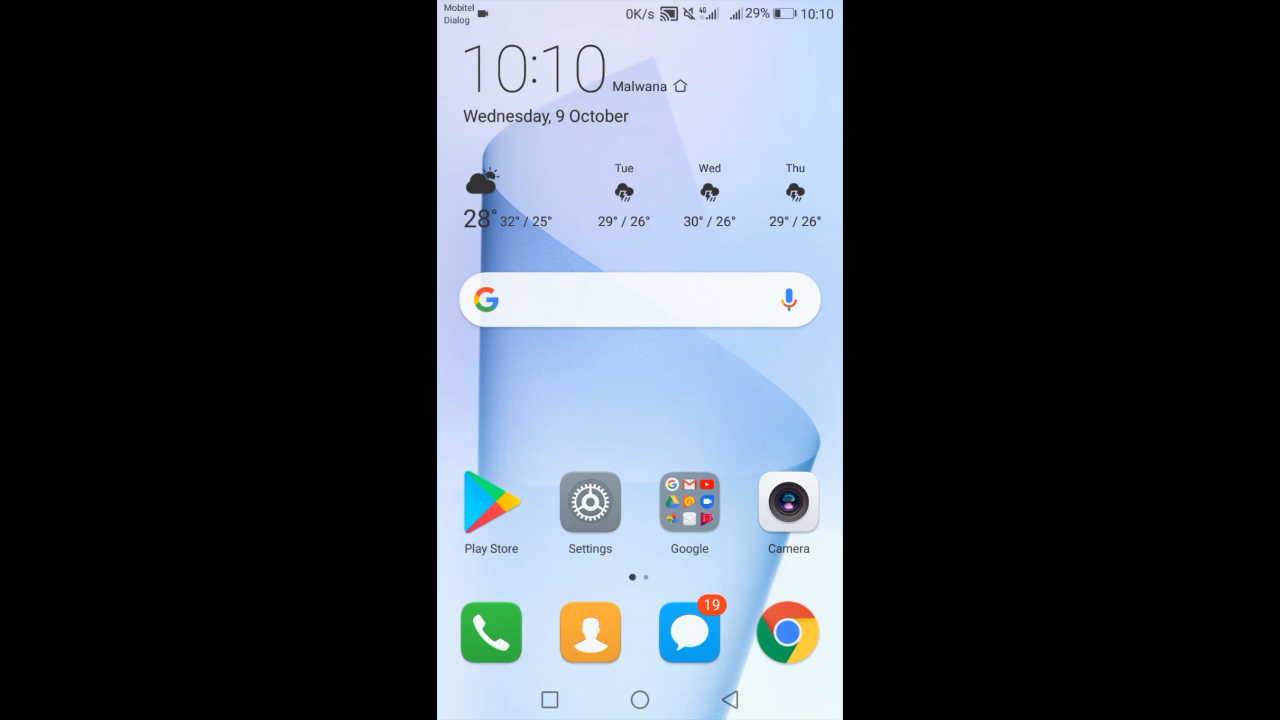 Mobitel
Dialog
0K/s 4G 29% 10:10
10:10 Malwana
Wednesday, 9 October
Tue Wed Thu
28° 32° / 25° 29° / 26° 30° / 26° 29° / 26°
Play Store Settings Google Camera
19